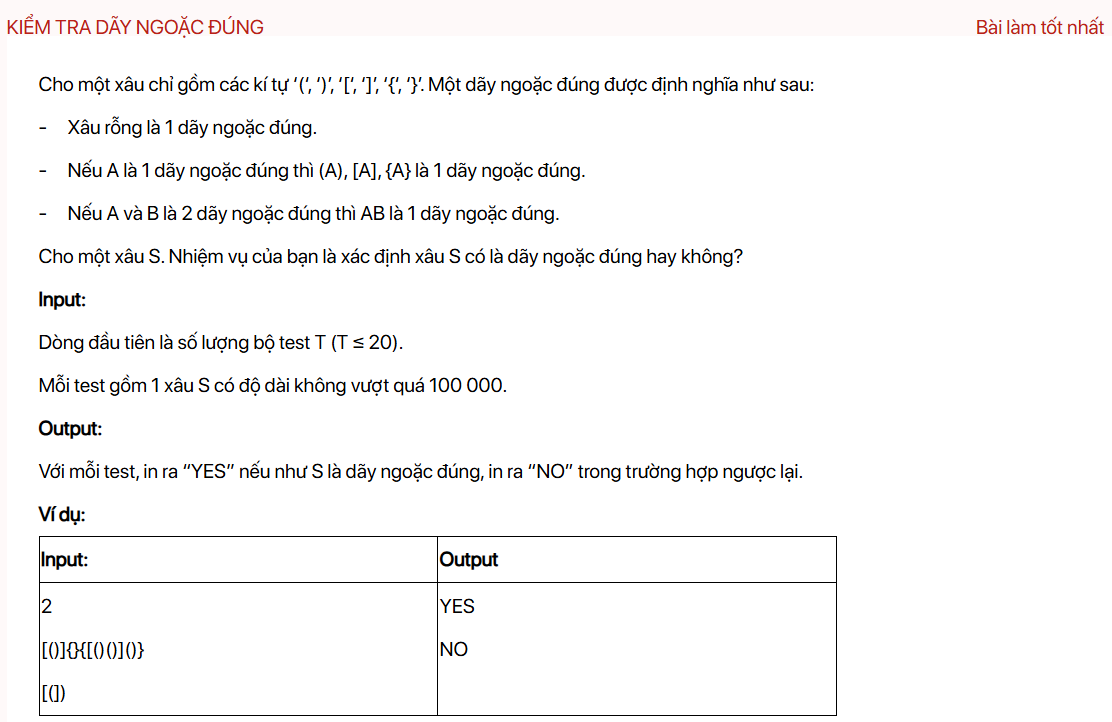 KIỂM TRA DÃY NGOẶC ĐÚNG
Bài làm tốt nhất
Cho một xâu chỉ gồm các kí tự ‘(‘, ‘)’, ‘[‘, ‘]’, ‘{‘, ‘}’. Một dãy ngoặc đúng được định nghĩa như sau:
- Xâu rỗng là 1 dãy ngoặc đúng.
- Nếu A là 1 dãy ngoặc đúng thì (A), [A], {A} là 1 dãy ngoặc đúng.
- Nếu A và B là 2 dãy ngoặc đúng thì AB là 1 dãy ngoặc đúng.
Cho một xâu S. Nhiệm vụ của bạn là xác định xâu S có là dãy ngoặc đúng hay không?
Input:
Dòng đầu tiên là số lượng bộ test T (T ≤ 20).
Mỗi test gồm 1 xâu S có độ dài không vượt quá 100 000.
Output:
Với mỗi test, in ra “YES” nếu như S là dãy ngoặc đúng, in ra “NO” trong trường hợp ngược lại.
Ví dụ:
Input:
Output
2
YES
[()]{}{[()()]()}
NO
[(])